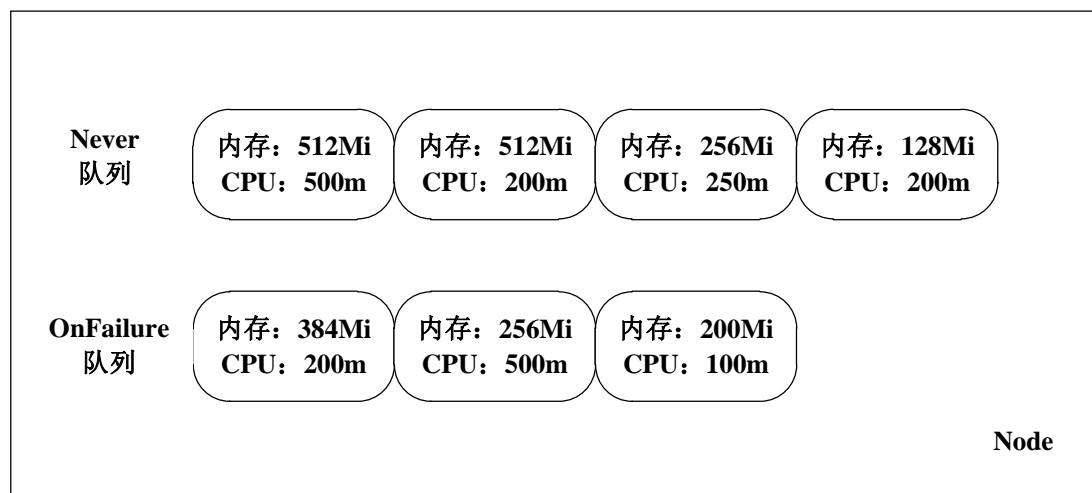 Never
队列
内存：512Mi
CPU：500m
内存：512Mi
CPU：200m
内存：256Mi
CPU：250m
内存：128Mi
CPU：200m
OnFailure
队列
内存：384Mi
CPU：200m
内存：256Mi
CPU：500m
内存：200Mi
CPU：100m
Node